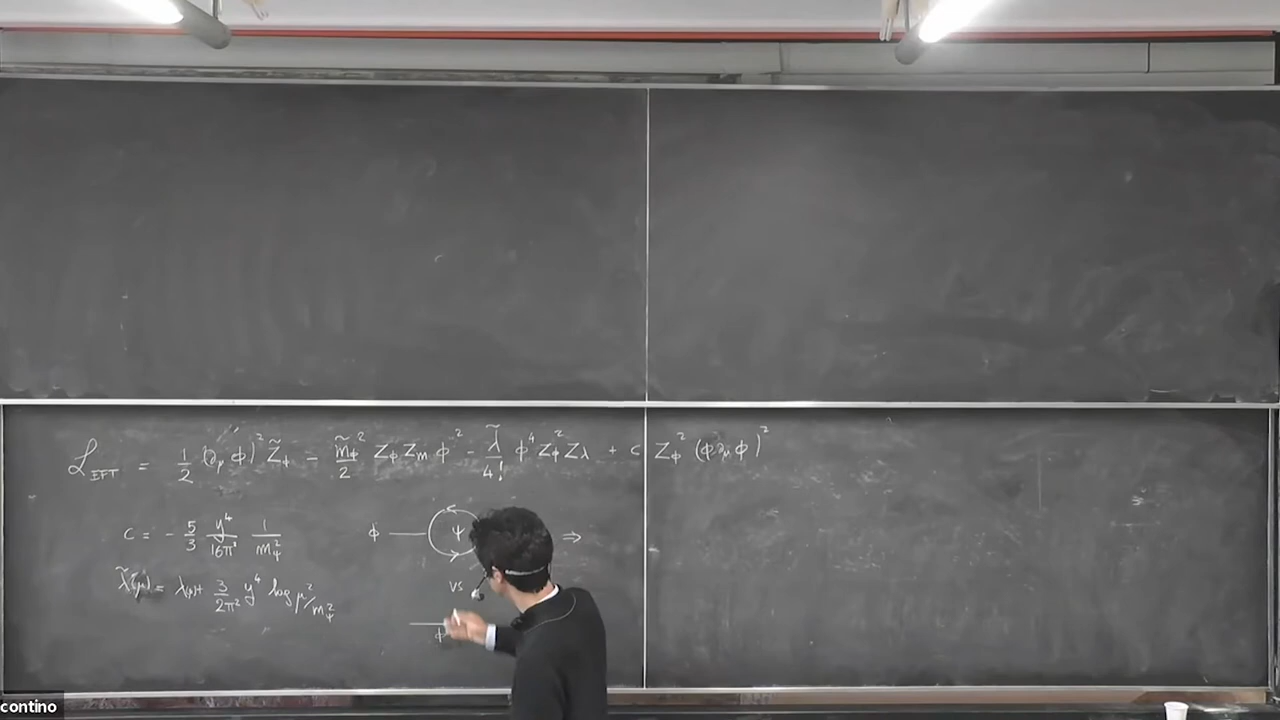 ℒ_EFT = 1/2 (∂_μ ϕ)² Z̃_ϕ − m̃_ϕ²/2 Z_ϕ Z_m ϕ² − λ̃/4! ϕ⁴ Z_ϕ² Z_λ + c Z_ϕ² (ϕ∂_μϕ)²
c = − 5/3 y⁴/16π² 1/m_ψ²
ϕ ψ ⇒
λ̃(μ) = λ(μ) + 3/2π² y⁴ log μ²/m_ψ²
vs
ϕ
contino